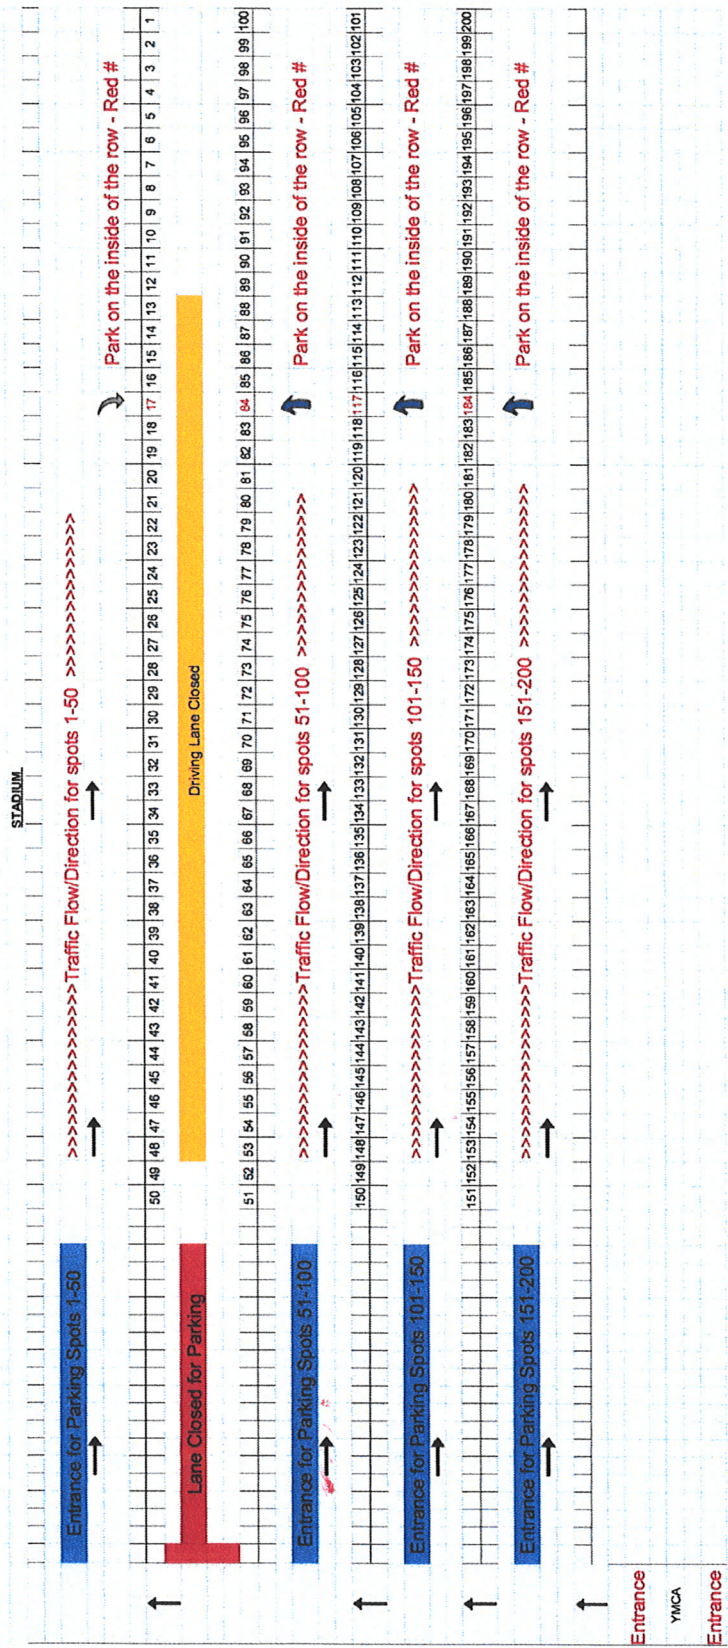 STADIUM
Entrance for Parking Spots 1-50 >>>>>>>>>>>>>>>Traffic Flow/Direction for spots 1-50 >>>>>>>>>>>>>>>
Park on the inside of the row - Red #
50 49 48 47 46 45 44 43 42 41 40 39 38 37 36 35 34 33 32 31 30 29 28 27 26 25 24 23 22 21 20 19 18 17 16 15 14 13 12 11 10 9 8 7 6 5 4 3 2 1
Lane Closed for Parking Driving Lane Closed
51 52 53 54 55 56 57 58 59 60 61 62 63 64 65 66 67 68 69 70 71 72 73 74 75 76 77 78 79 80 81 82 83 84 85 86 87 88 89 90 91 92 93 94 95 96 97 98 99 100
Entrance for Parking Spots 51-100 >>>>>>>>>>>>>>>Traffic Flow/Direction for spots 51-100 >>>>>>>>>>>>>>> Park on the inside of the row - Red #
150 149 148 147 146 145 144 143 142 141 140 139 138 137 136 135 134 133 132 131 130 129 128 127 126 125 124 123 122 121 120 119 118 117 116 115 114 113 112 111 110 109 108 107 106 105 104 103 102 101
Entrance for Parking Spots 101-150 >>>>>>>>>>>>>>>Traffic Flow/Direction for spots 101-150 >>>>>>>>>>>>>>> Park on the inside of the row - Red #
151 152 153 154 155 156 157 158 159 160 161 162 163 164 165 166 167 168 169 170 171 172 173 174 175 176 177 178 179 180 181 182 183 184 185 186 187 188 189 190 191 192 193 194 195 196 197 198 199 200
Entrance for Parking Spots 151-200 >>>>>>>>>>>>>>>Traffic Flow/Direction for spots 151-200 >>>>>>>>>>>>>>> Park on the inside of the row - Red #
Entrance
YMCA
Entrance